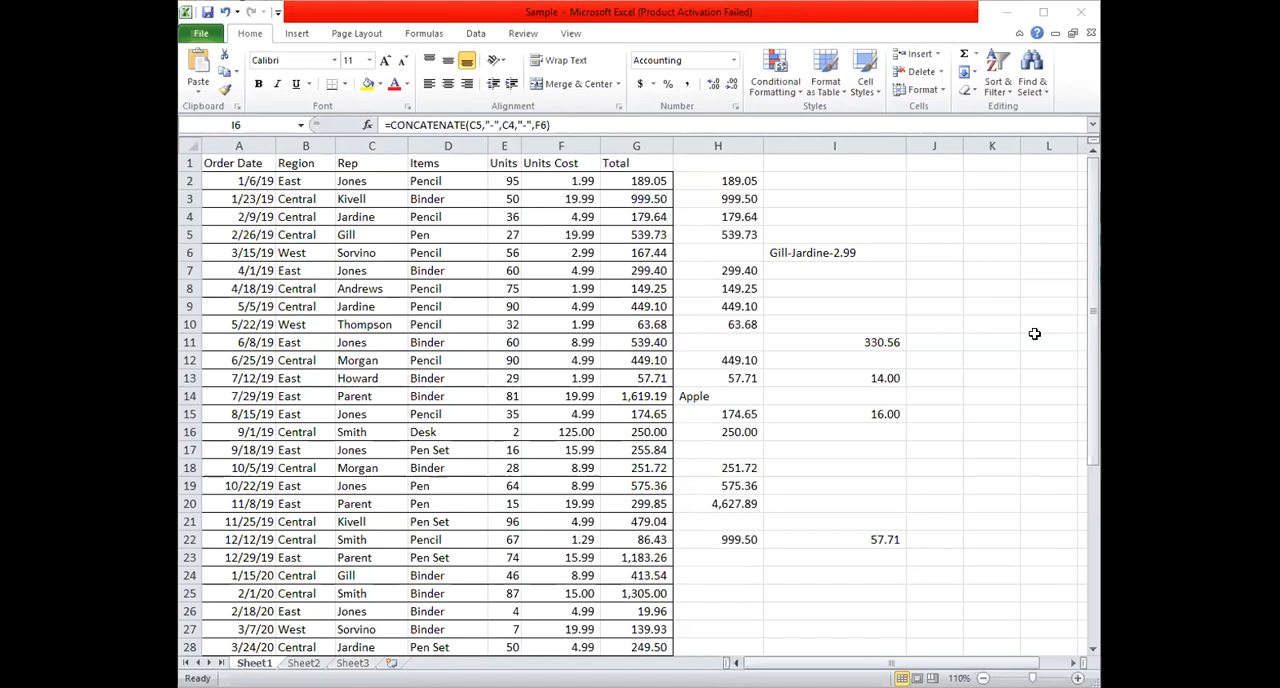 Sample - Microsoft Excel (Product Activation Failed)
File Home Insert Page Layout Formulas Data Review View
Paste Calibri 11 Wrap Text Accounting Conditional Formatting Format as Table Cell Styles Insert Sort & Filter Find & Select
B I U Merge & Center $ % , Delete Format
Clipboard Font Alignment Number Styles Cells Editing
I6 fx =CONCATENATE(C5,"-",C4,"-",F6)
A B C D E F G H I J K L
1 Order Date Region Rep Items Units Units Cost Total
2 1/6/19 East Jones Pencil 95 1.99 189.05 189.05
3 1/23/19 Central Kivell Binder 50 19.99 999.50 999.50
4 2/9/19 Central Jardine Pencil 36 4.99 179.64 179.64
5 2/26/19 Central Gill Pen 27 19.99 539.73 539.73
6 3/15/19 West Sorvino Pencil 56 2.99 167.44 Gill-Jardine-2.99
7 4/1/19 East Jones Binder 60 4.99 299.40 299.40
8 4/18/19 Central Andrews Pencil 75 1.99 149.25 149.25
9 5/5/19 Central Jardine Pencil 90 4.99 449.10 449.10
10 5/22/19 West Thompson Pencil 32 1.99 63.68 63.68
11 6/8/19 East Jones Binder 60 8.99 539.40 330.56
12 6/25/19 Central Morgan Pencil 90 4.99 449.10 449.10
13 7/12/19 East Howard Binder 29 1.99 57.71 57.71 14.00
14 7/29/19 East Parent Binder 81 19.99 1,619.19 Apple
15 8/15/19 East Jones Pencil 35 4.99 174.65 174.65 16.00
16 9/1/19 Central Smith Desk 2 125.00 250.00 250.00
17 9/18/19 East Jones Pen Set 16 15.99 255.84
18 10/5/19 Central Morgan Binder 28 8.99 251.72 251.72
19 10/22/19 East Jones Pen 64 8.99 575.36 575.36
20 11/8/19 East Parent Pen 15 19.99 299.85 4,627.89
21 11/25/19 Central Kivell Pen Set 96 4.99 479.04
22 12/12/19 Central Smith Pencil 67 1.29 86.43 999.50 57.71
23 12/29/19 East Parent Pen Set 74 15.99 1,183.26
24 1/15/20 Central Gill Binder 46 8.99 413.54
25 2/1/20 Central Smith Binder 87 15.00 1,305.00
26 2/18/20 East Jones Binder 4 4.99 19.96
27 3/7/20 West Sorvino Binder 7 19.99 139.93
28 3/24/20 Central Jardine Pen Set 50 4.99 249.50
Sheet1 Sheet2 Sheet3
Ready 110%